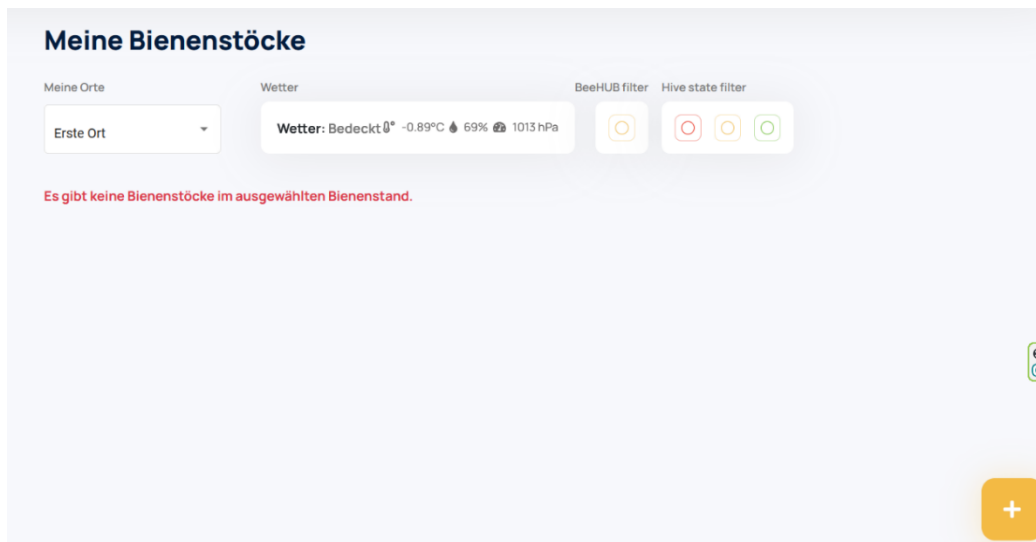 Meine Bienenstöcke
Meine Orte
Wetter
BeeHUB filter
Hive state filter
Erste Ort
Wetter: Bedeckt -0.89°C 69% 1013 hPa
Es gibt keine Bienenstöcke im ausgewählten Bienenstand.
+